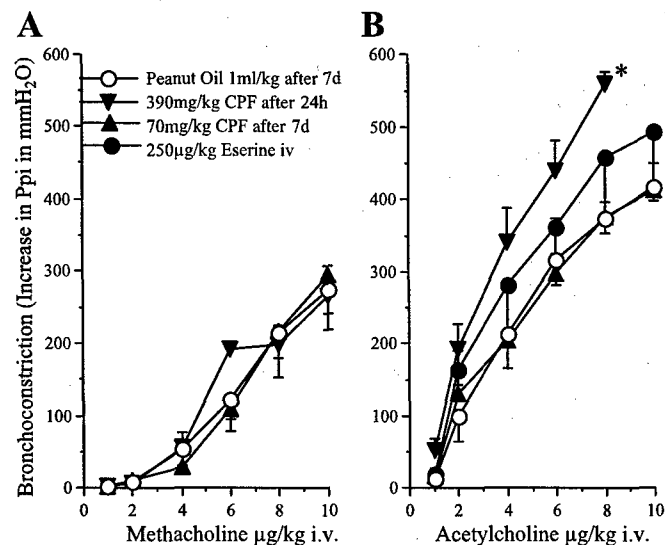 A
B
Bronchoconstriction (Increase in Ppi in mmH₂O)
600
500
400
300
200
100
0
Peanut Oil 1ml/kg after 7d
390mg/kg CPF after 24h
70mg/kg CPF after 7d
250µg/kg Eserine iv
0 2 4 6 8 10
Methacholine µg/kg i.v.
600
500
400
300
200
100
0
*
0 2 4 6 8 10
Acetylcholine µg/kg i.v.